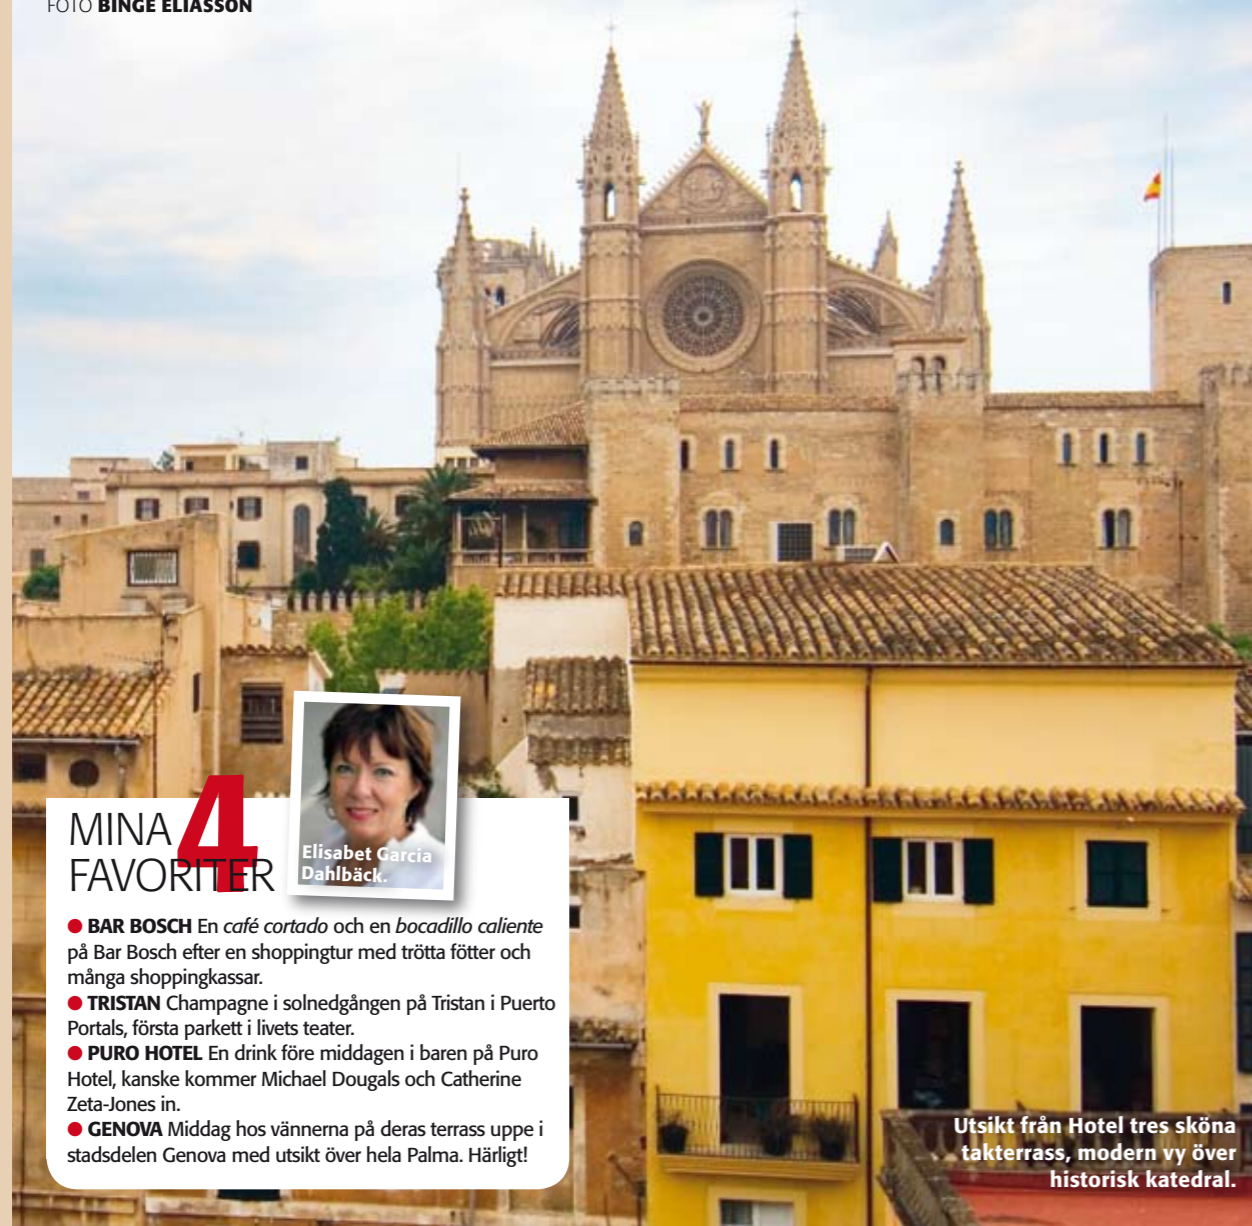 FOTO BINGE ELIASSON
MINA 4
FAVORITER
Elisabet Garcia
Dahlbäck.
● BAR BOSCH En café cortado och en bocadillo caliente
på Bar Bosch efter en shoppingtur med trötta fötter och
många shoppingkassar.
● TRISTAN Champagne i solnedgången på Tristan i Puerto
Portals, första parkett i livets teater.
● PURO HOTEL En drink före middagen i baren på Puro
Hotel, kanske kommer Michael Dougals och Catherine
Zeta-Jones in.
● GENOVA Middag hos vännerna på deras terrass uppe i
stadsdelen Genova med utsikt över hela Palma. Härligt!
Utsikt från Hotel tres sköna
takterrass, modern vy över
historisk katedral.